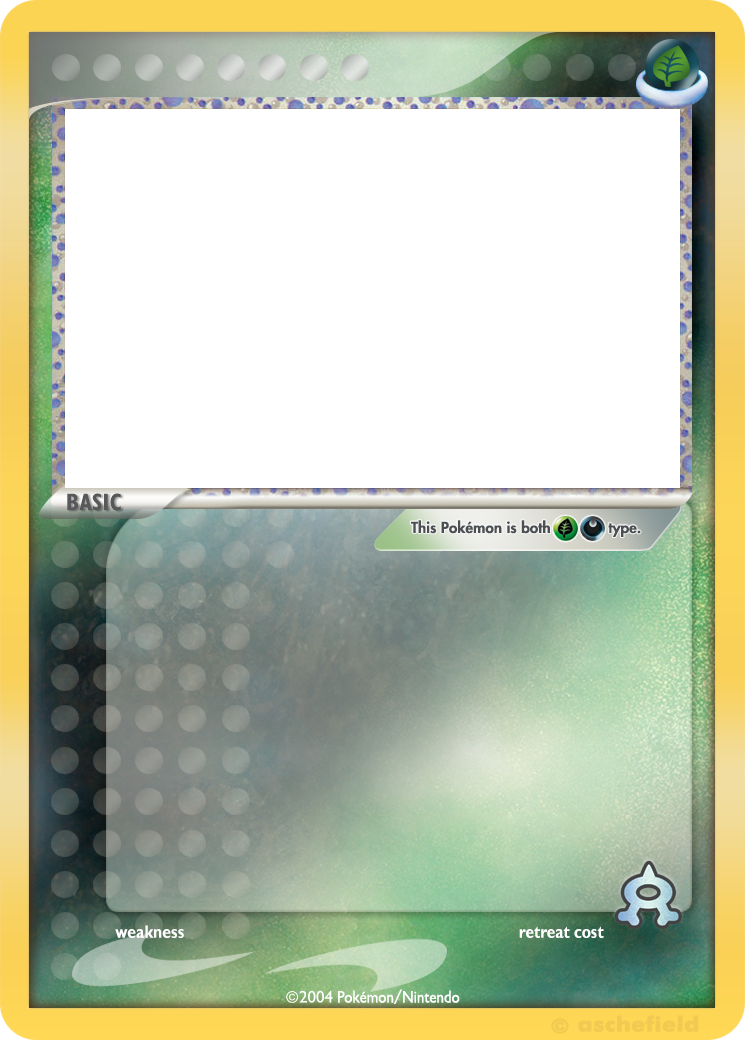 BASIC
This Pokémon is both type.
weakness
retreat cost
©2004 Pokémon/Nintendo
© aschefield